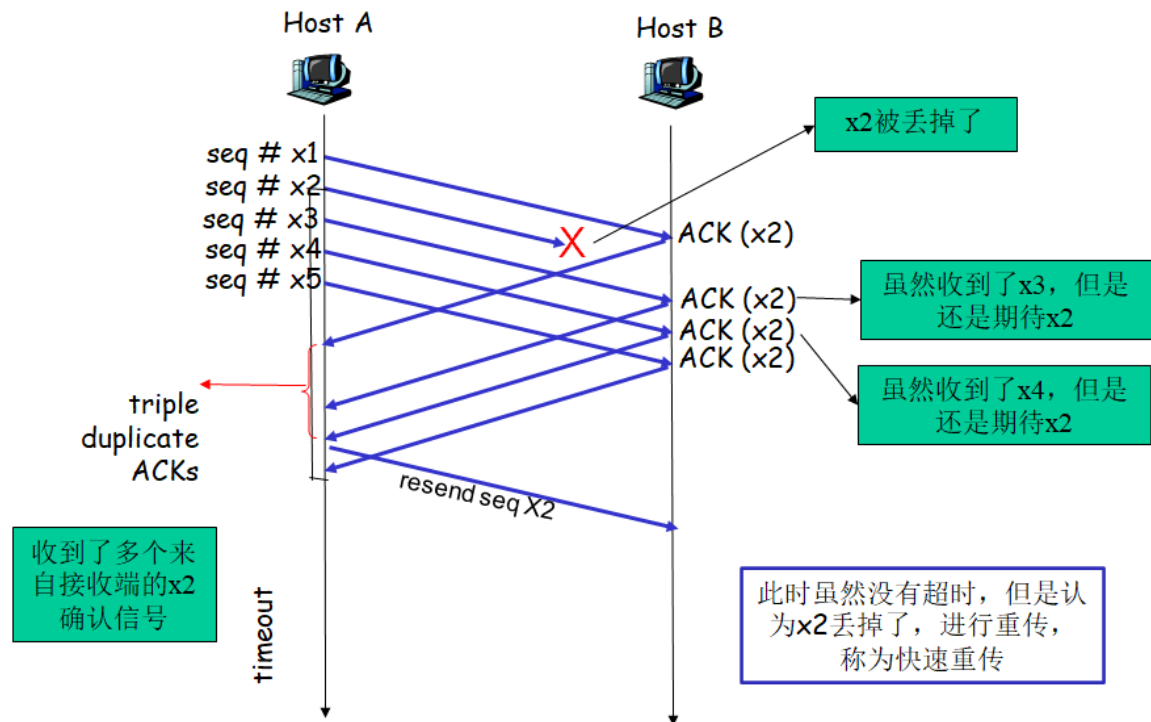 Host A
Host B
x2被丢掉了
seq # x1
seq # x2
seq # x3
seq # x4
seq # x5
X
ACK (x2)
ACK (x2)
ACK (x2)
ACK (x2)
虽然收到了x3，但是
还是期待x2
虽然收到了x4，但是
还是期待x2
triple
duplicate
ACKs
resend seq X2
收到了多个来
自接收端的x2
确认信号
timeout
此时虽然没有超时，但是认
为x2丢掉了，进行重传，
称为快速重传